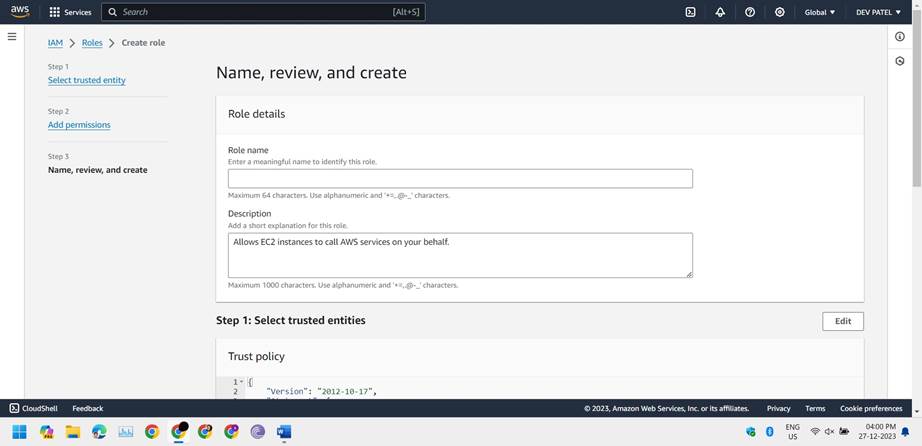 aws
Services
Search
[Alt+S]
Global
DEV PATEL
IAM
Roles
Create role
Step 1
Select trusted entity
Step 2
Add permissions
Step 3
Name, review, and create
Name, review, and create
Role details
Role name
Enter a meaningful name to identify this role.
Maximum 64 characters. Use alphanumeric and '+=,.@-_' characters.
Description
Add a short explanation for this role.
Allows EC2 instances to call AWS services on your behalf.
Maximum 1000 characters. Use alphanumeric and '+=,.@-_' characters.
Step 1: Select trusted entities
Edit
Trust policy
1 {
2 "Version": "2012-10-17",
CloudShell
Feedback
© 2023, Amazon Web Services, Inc. or its affiliates.
Privacy
Terms
Cookie preferences
ENG
US
04:00 PM
27-12-2023